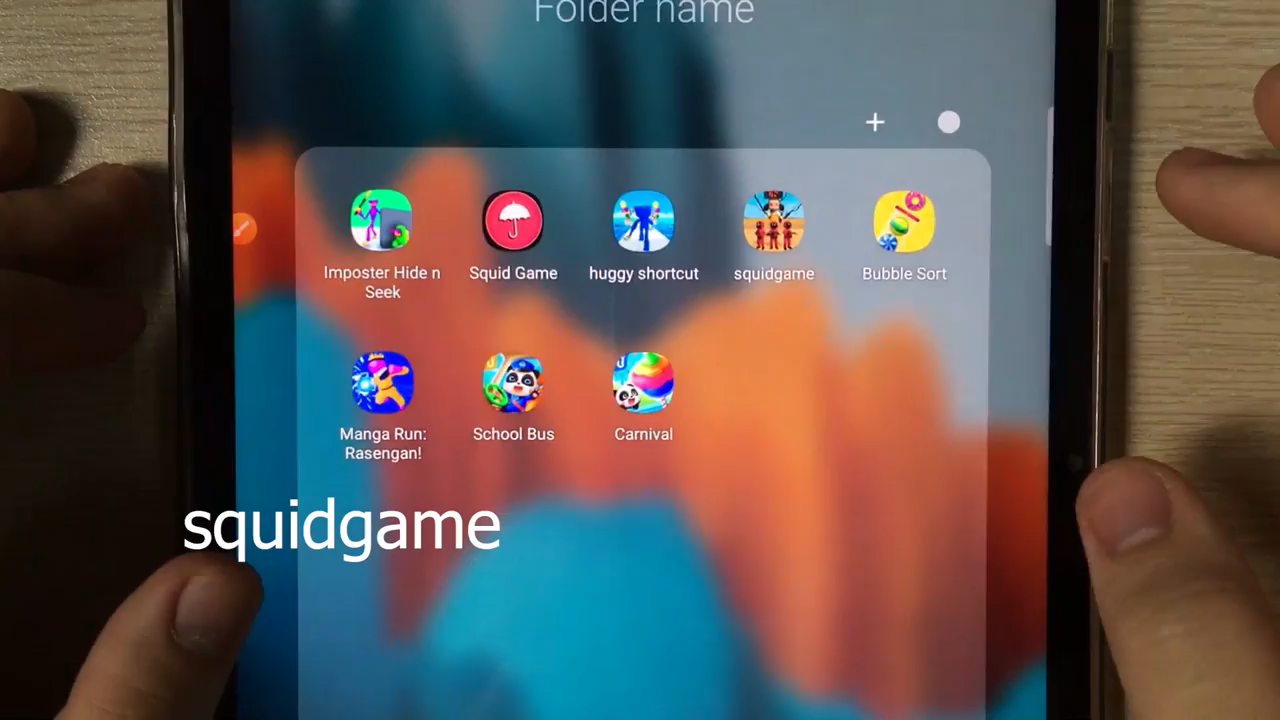 Folder name
Imposter Hide n
Seek
Squid Game
huggy shortcut
squidgame
Bubble Sort
Manga Run:
Rasengan!
School Bus
Carnival
squidgame